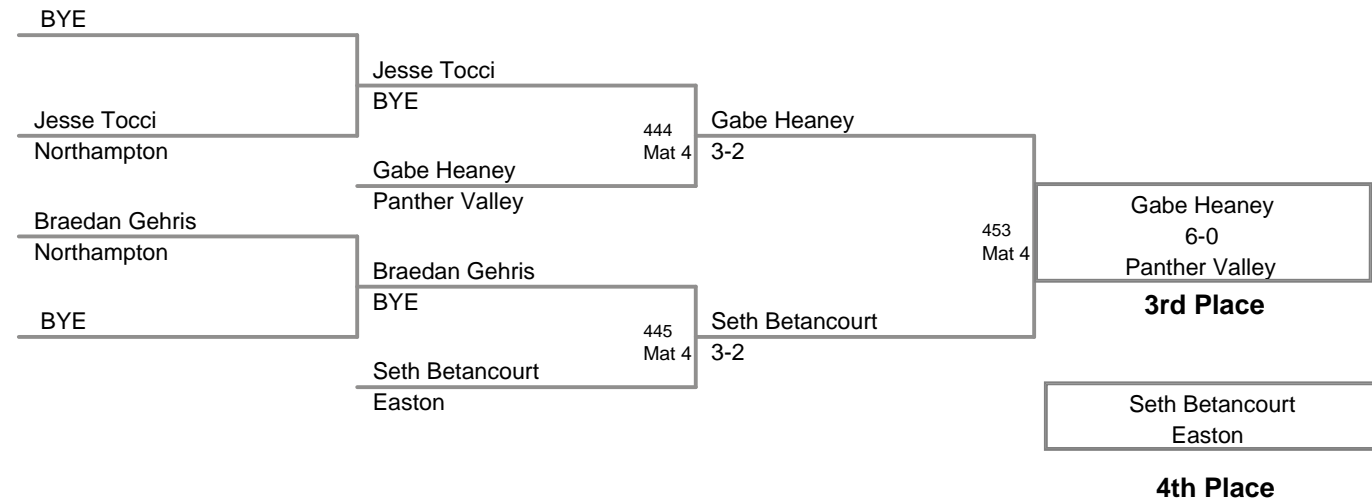 BYE
Jesse Tocci
Northampton
Braedan Gehris
Northampton
BYE
Jesse Tocci
BYE
Gabe Heaney
Panther Valley
Braedan Gehris
BYE
Seth Betancourt
Easton
444
Mat 4
445
Mat 4
Gabe Heaney
3-2
Seth Betancourt
3-2
453
Mat 4
Gabe Heaney
6-0
Panther Valley
3rd Place
Seth Betancourt
Easton
4th Place